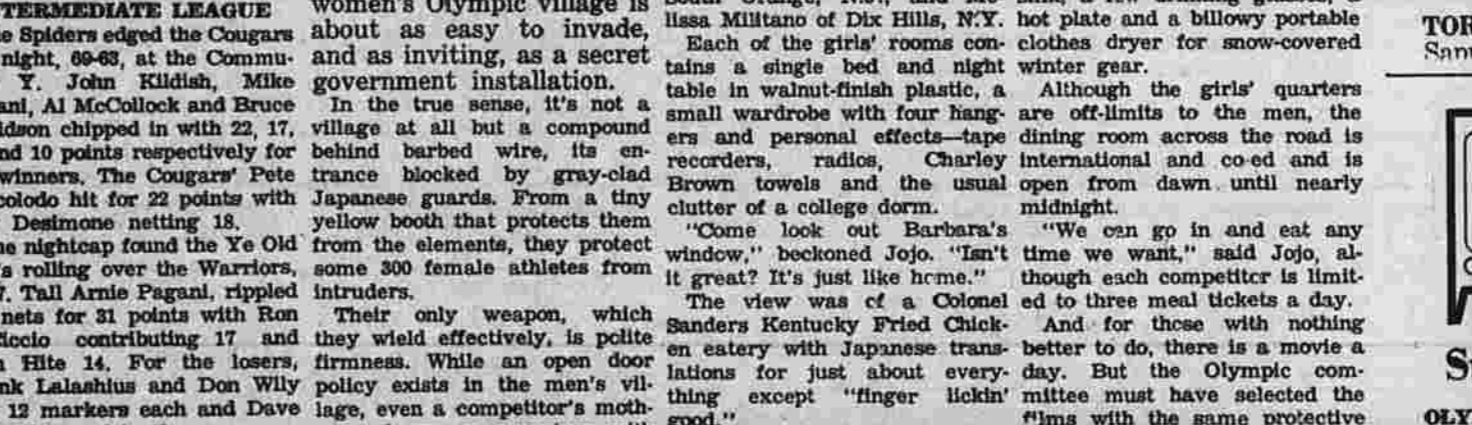 TERMEDIATE LEAGUE
e Spiders edged the Cougars
night, 69-63, at the Commu-
Y. John Kildish, Mike
ani, Al McCollock and Bruce
idson chipped in with 22, 17,
nd 10 points respectively for
winners. The Cougars' Pete
colodo hit for 22 points with
Desimone netting 18.
he nightcap found the Ye Old
's rolling over the Warriors,
7. Tall Arnie Pagani, rippled
nets for 31 points with Ron
ficcio contributing 17 and
Hite 14. For the losers,
nk Lalashius and Don Wily
12 markers each and Dave
women's Olympic village is
about as easy to invade,
and as inviting, as a secret
government installation.
In the true sense, it's not a
village at all but a compound
behind barbed wire, its en-
trance blocked by gray-clad
Japanese guards. From a tiny
yellow booth that protects them
from the elements, they protect
some 300 female athletes from
intruders.
Their only weapon, which
they wield effectively, is polite
firmness. While an open door
policy exists in the men's vil-
lage, even a competitor's moth-
lissa Militano of Dix Hills, N.Y.
Each of the girls' rooms con-
tains a single bed and night
table in walnut-finish plastic, a
small wardrobe with four hang-
ers and personal effects—tape
recorders, radios, Charley
Brown towels and the usual
clutter of a college dorm.
"Come look out Barbara's
window," beckoned Jojo. "Isn't
it great? It's just like home."
The view was of a Colonel
Sanders Kentucky Fried Chick-
en eatery with Japanese trans-
lations for just about every-
thing except "finger lickin'
good."
hot plate and a billowy portable
clothes dryer for snow-covered
winter gear.
Although the girls' quarters
are off-limits to the men, the
dining room across the road is
international and co-ed and is
open from dawn until nearly
midnight.
"We can go in and eat any
time we want," said Jojo, al-
though each competitor is limit-
ed to three meal tickets a day.
And for those with nothing
better to do, there is a movie a
day. But the Olympic com-
mittee must have selected the
films with the same protective
TOR
S
OLY